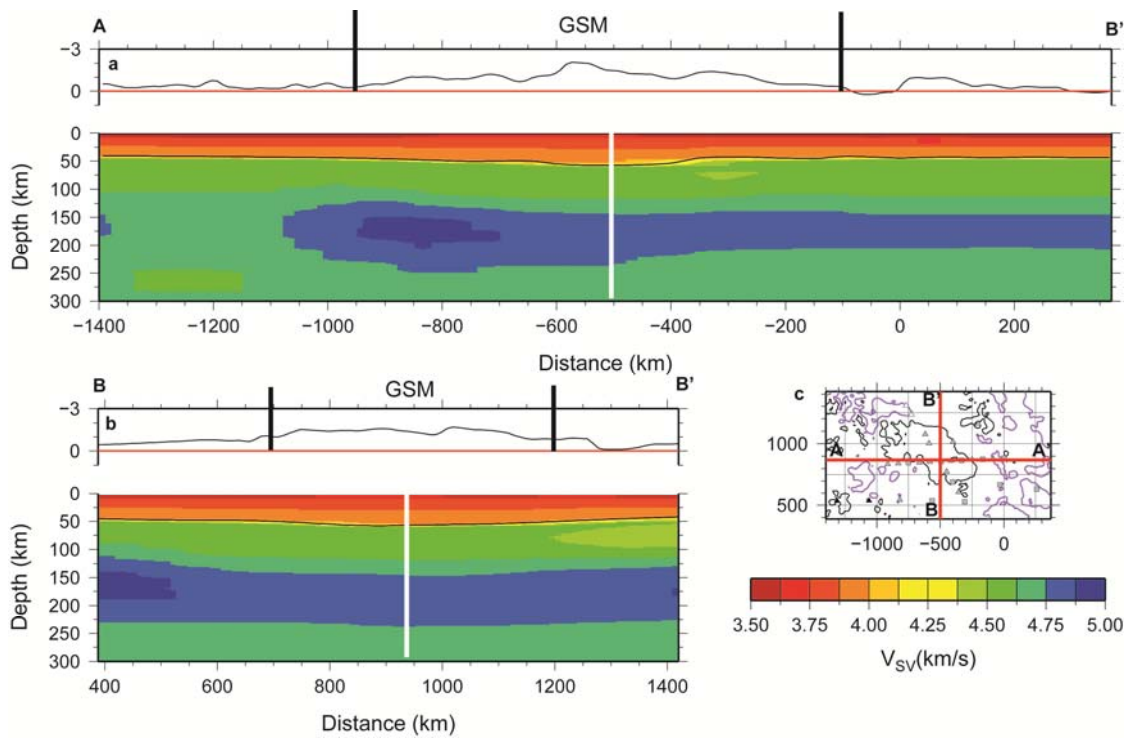 A GSM B'
−3
a
0
0
50
100
150
200
250
300
Depth (km)
−1400 −1200 −1000 −800 −600 −400 −200 0 200
Distance (km)
B GSM B'
−3
b
0
0
50
100
150
200
250
300
Depth (km)
400 600 800 1000 1200 1400
Distance (km)
c
B'
1000
A A'
500
B
−1000 −500 0
3.50 3.75 4.00 4.25 4.50 4.75 5.00
V_SV(km/s)